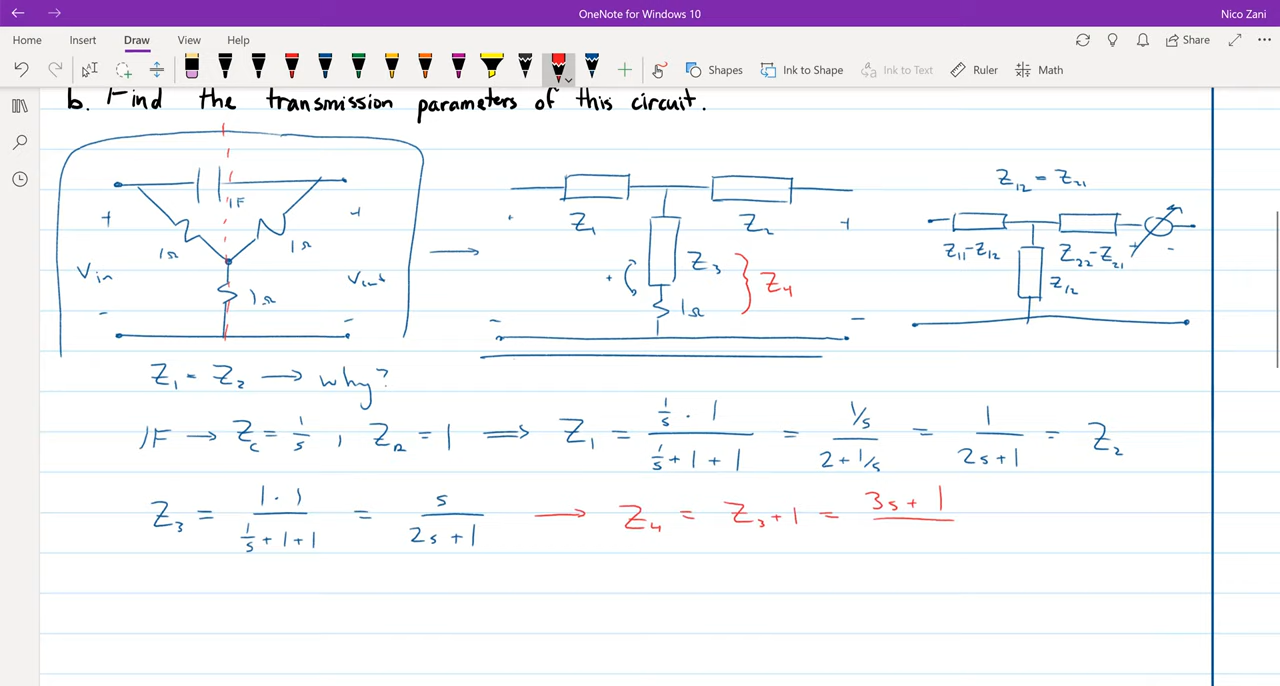 OneNote for Windows 10
Nico Zani
Home Insert Draw View Help
Share
Shapes
Ink to Shape
Ink to Text
Ruler
Math
b. Find the transmission parameters of this circuit.
1F
1Ω
1Ω
1Ω
+
Vin
-
+
Vout
-
Z₁
Z₂
Z₃
1Ω
Z₄
+
-
+
-
Z₁₂ = Z₂₁
Z₁₁-Z₁₂
Z₂₂-Z₂₁
+ -
Z₁₂
Z₁ = Z₂ → why?
1F → Z_C = 1/s , Z_R = 1 ⇒ Z₁ = (1/s · 1)/(1/s + 1 + 1) = (1/s)/(2 + 1/s) = 1/(2s+1) = Z₂
Z₃ = (1·1)/(1/s + 1 + 1) = s/(2s+1) → Z₄ = Z₃ + 1 = 3s + 1